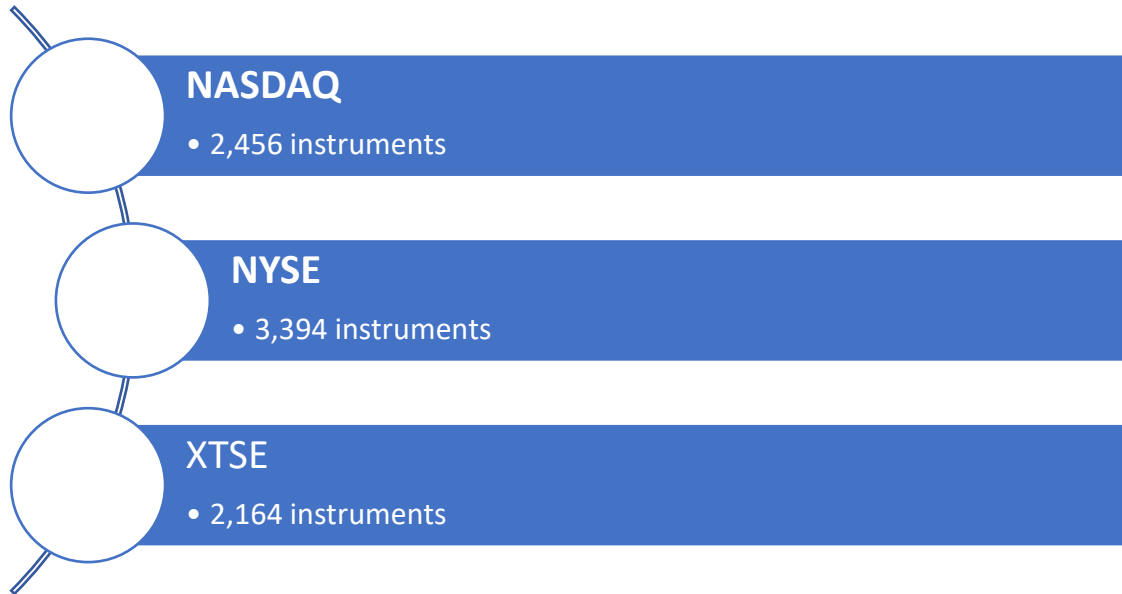 NASDAQ
• 2,456 instruments
NYSE
• 3,394 instruments
XTSE
• 2,164 instruments